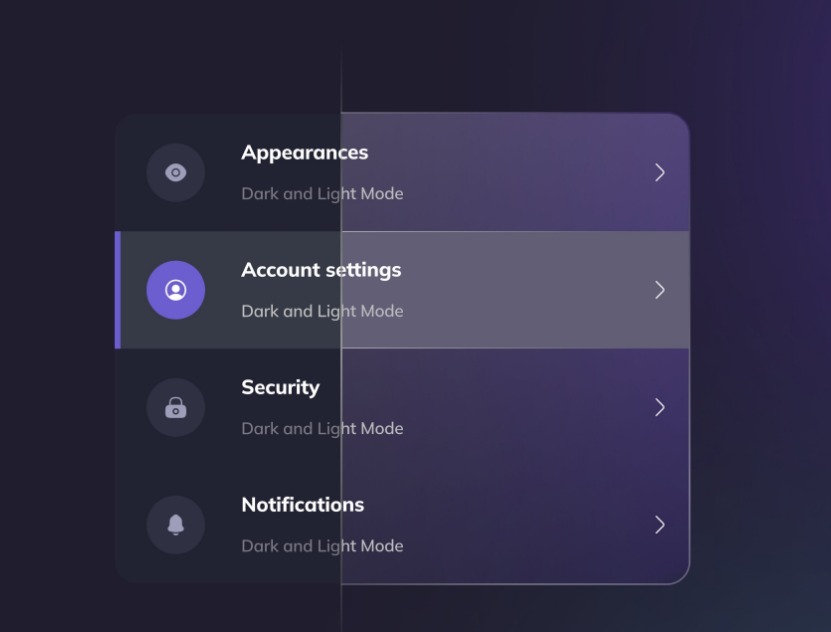 Appearances
Dark and Light Mode
Account settings
Dark and Light Mode
Security
Dark and Light Mode
Notifications
Dark and Light Mode